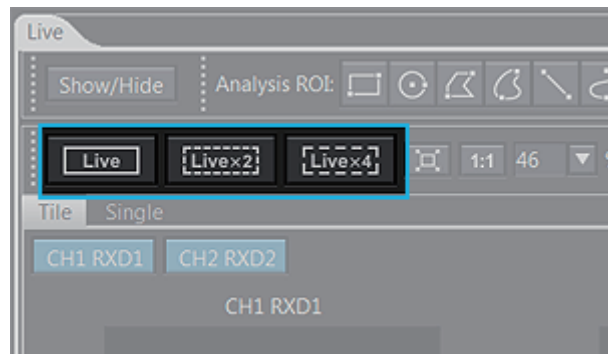 Live
Show/Hide Analysis ROI:
Live Live×2 Live×4 1:1 46
Tile Single
CH1 RXD1 CH2 RXD2
CH1 RXD1